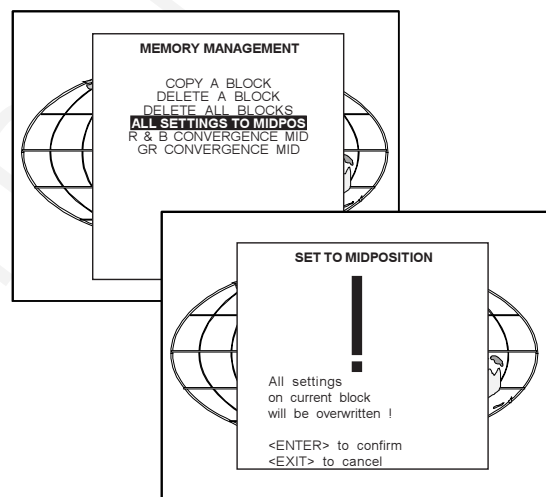 MEMORY MANAGEMENT
COPY A BLOCK
DELETE A BLOCK
DELETE ALL BLOCKS
ALL SETTINGS TO MIDPOS
R & B CONVERGENCE MID
GR CONVERGENCE MID
SET TO MIDPOSITION
!
All settings
on current block
will be overwritten !
<ENTER> to confirm
<EXIT> to cancel